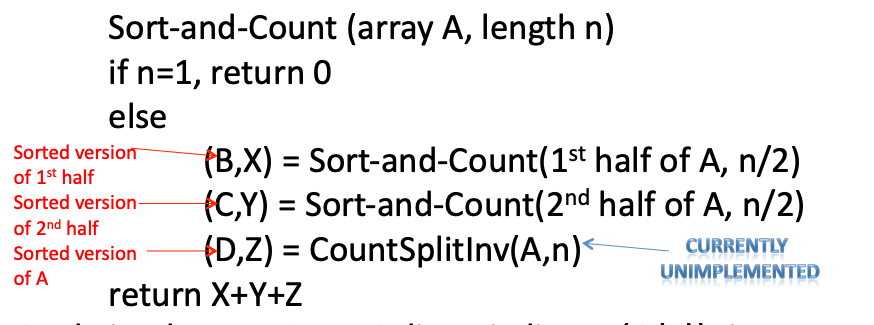 Sort-and-Count (array A, length n)
if n=1, return 0
else
Sorted version
of 1st half
(B,X) = Sort-and-Count(1st half of A, n/2)
Sorted version
of 2nd half
(C,Y) = Sort-and-Count(2nd half of A, n/2)
Sorted version
of A
(D,Z) = CountSplitInv(A,n)
CURRENTLY
UNIMPLEMENTED
return X+Y+Z